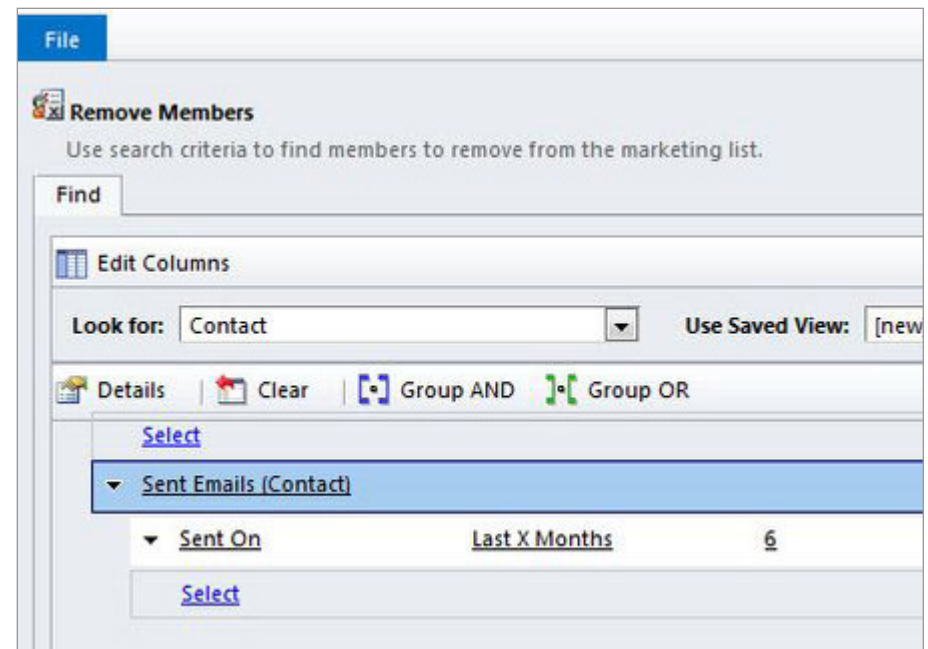 File
Remove Members
Use search criteria to find members to remove from the marketing list.
Find
Edit Columns
Look for: Contact Use Saved View: [new
Details Clear Group AND Group OR
Select
Sent Emails (Contact)
Sent On Last X Months 6
Select